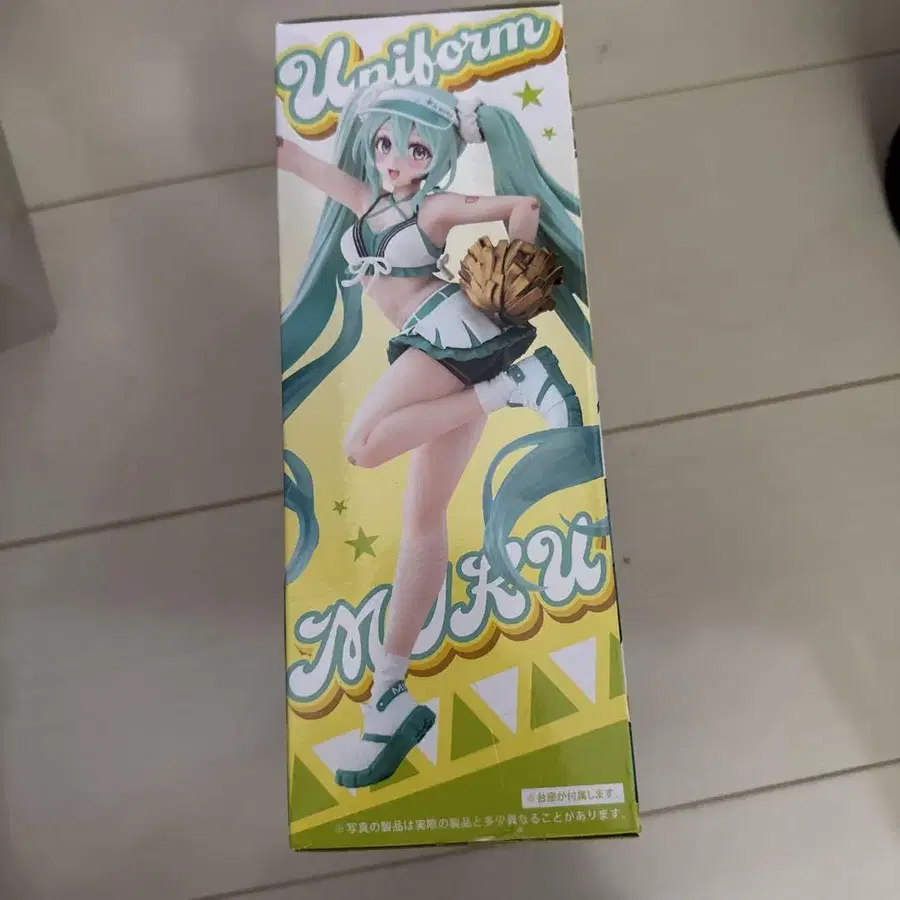 Uniform
MIKU
※台座が付属します。
※写真の製品は実際の製品と多少異なることがあります。